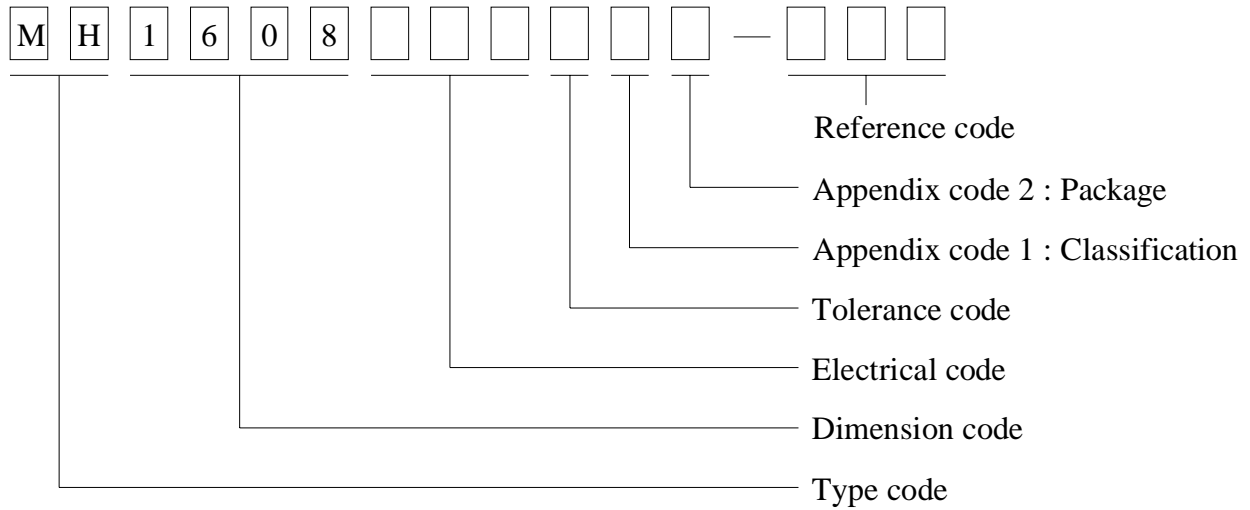 M H 1 6 0 8 —
Reference code
Appendix code 2 : Package
Appendix code 1 : Classification
Tolerance code
Electrical code
Dimension code
Type code